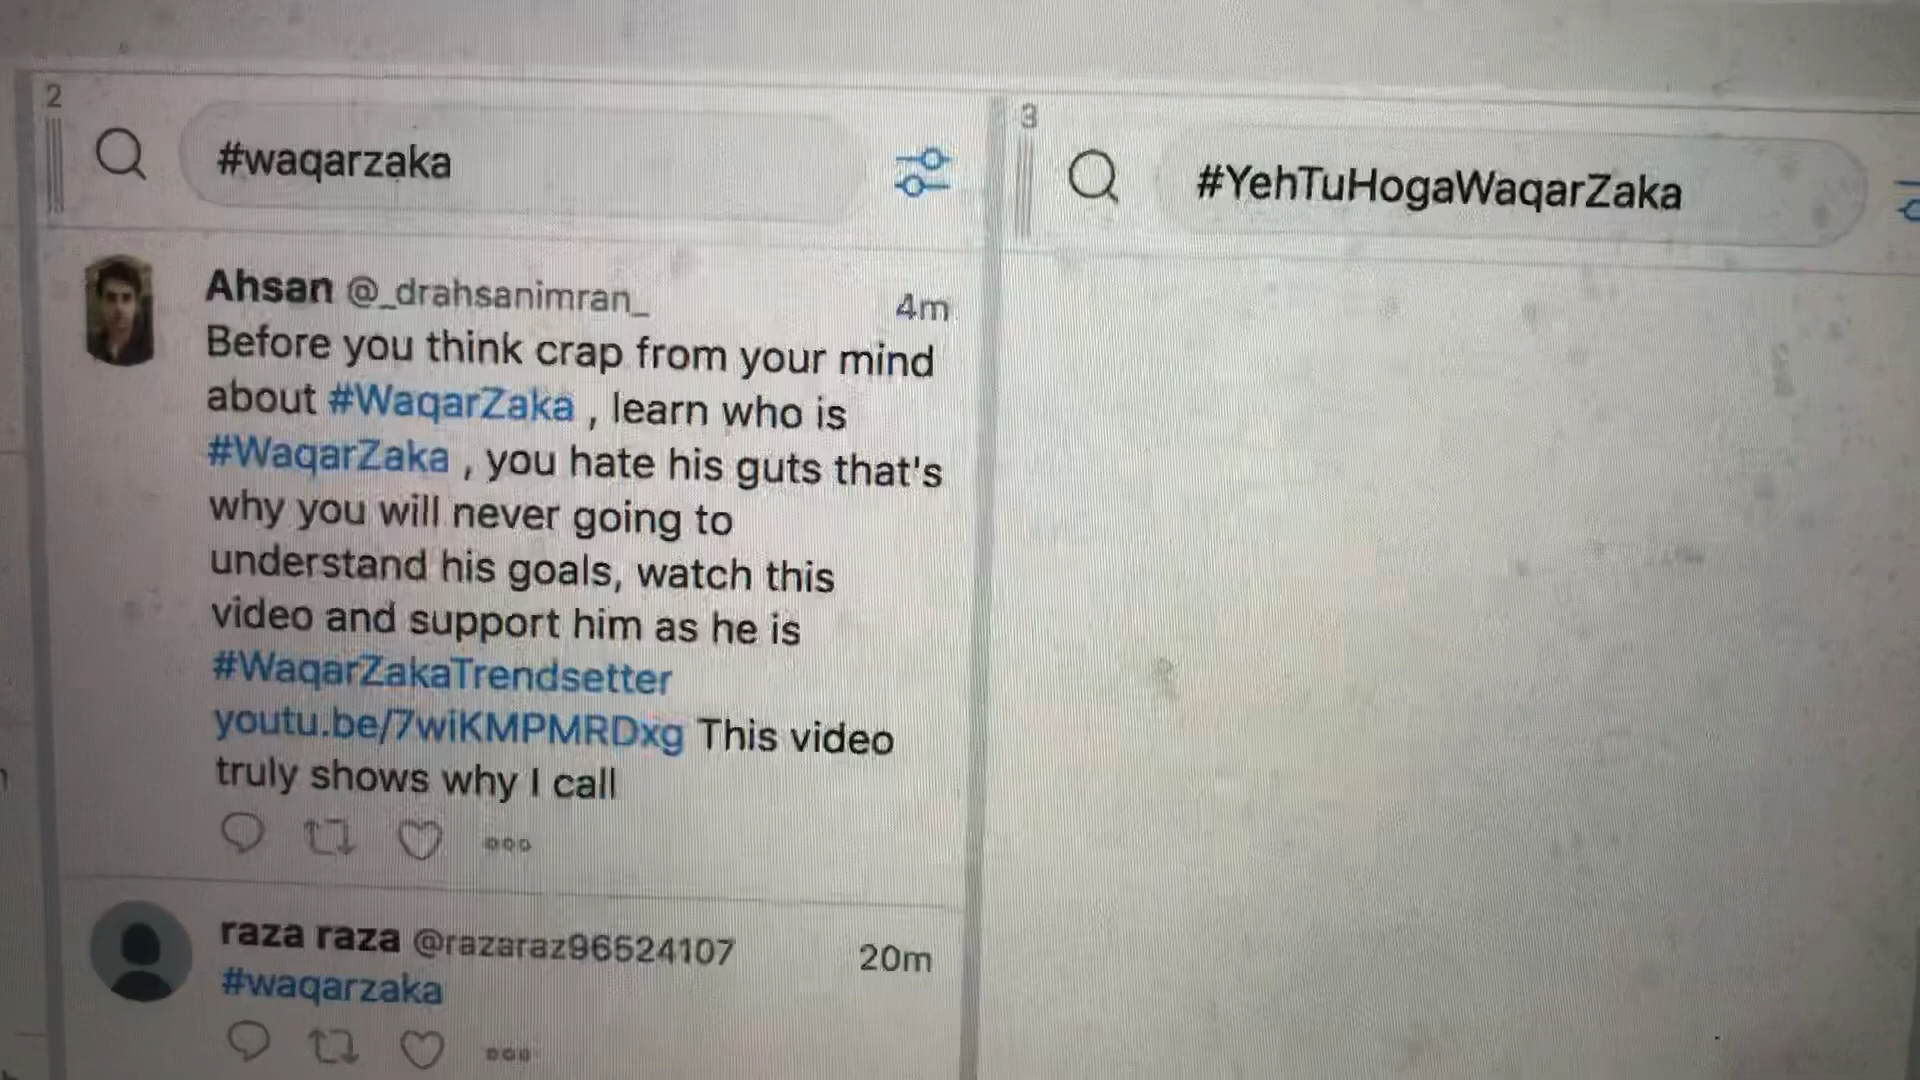 2
#waqarzaka
Ahsan @_drahsanimran_ 4m
Before you think crap from your mind
about #WaqarZaka , learn who is
#WaqarZaka , you hate his guts that's
why you will never going to
understand his goals, watch this
video and support him as he is
#WaqarZakaTrendsetter
youtu.be/7wiKMPMRDxg This video
truly shows why I call
raza raza @razaraz96524107 20m
#waqarzaka
3
#YehTuHogaWaqarZaka